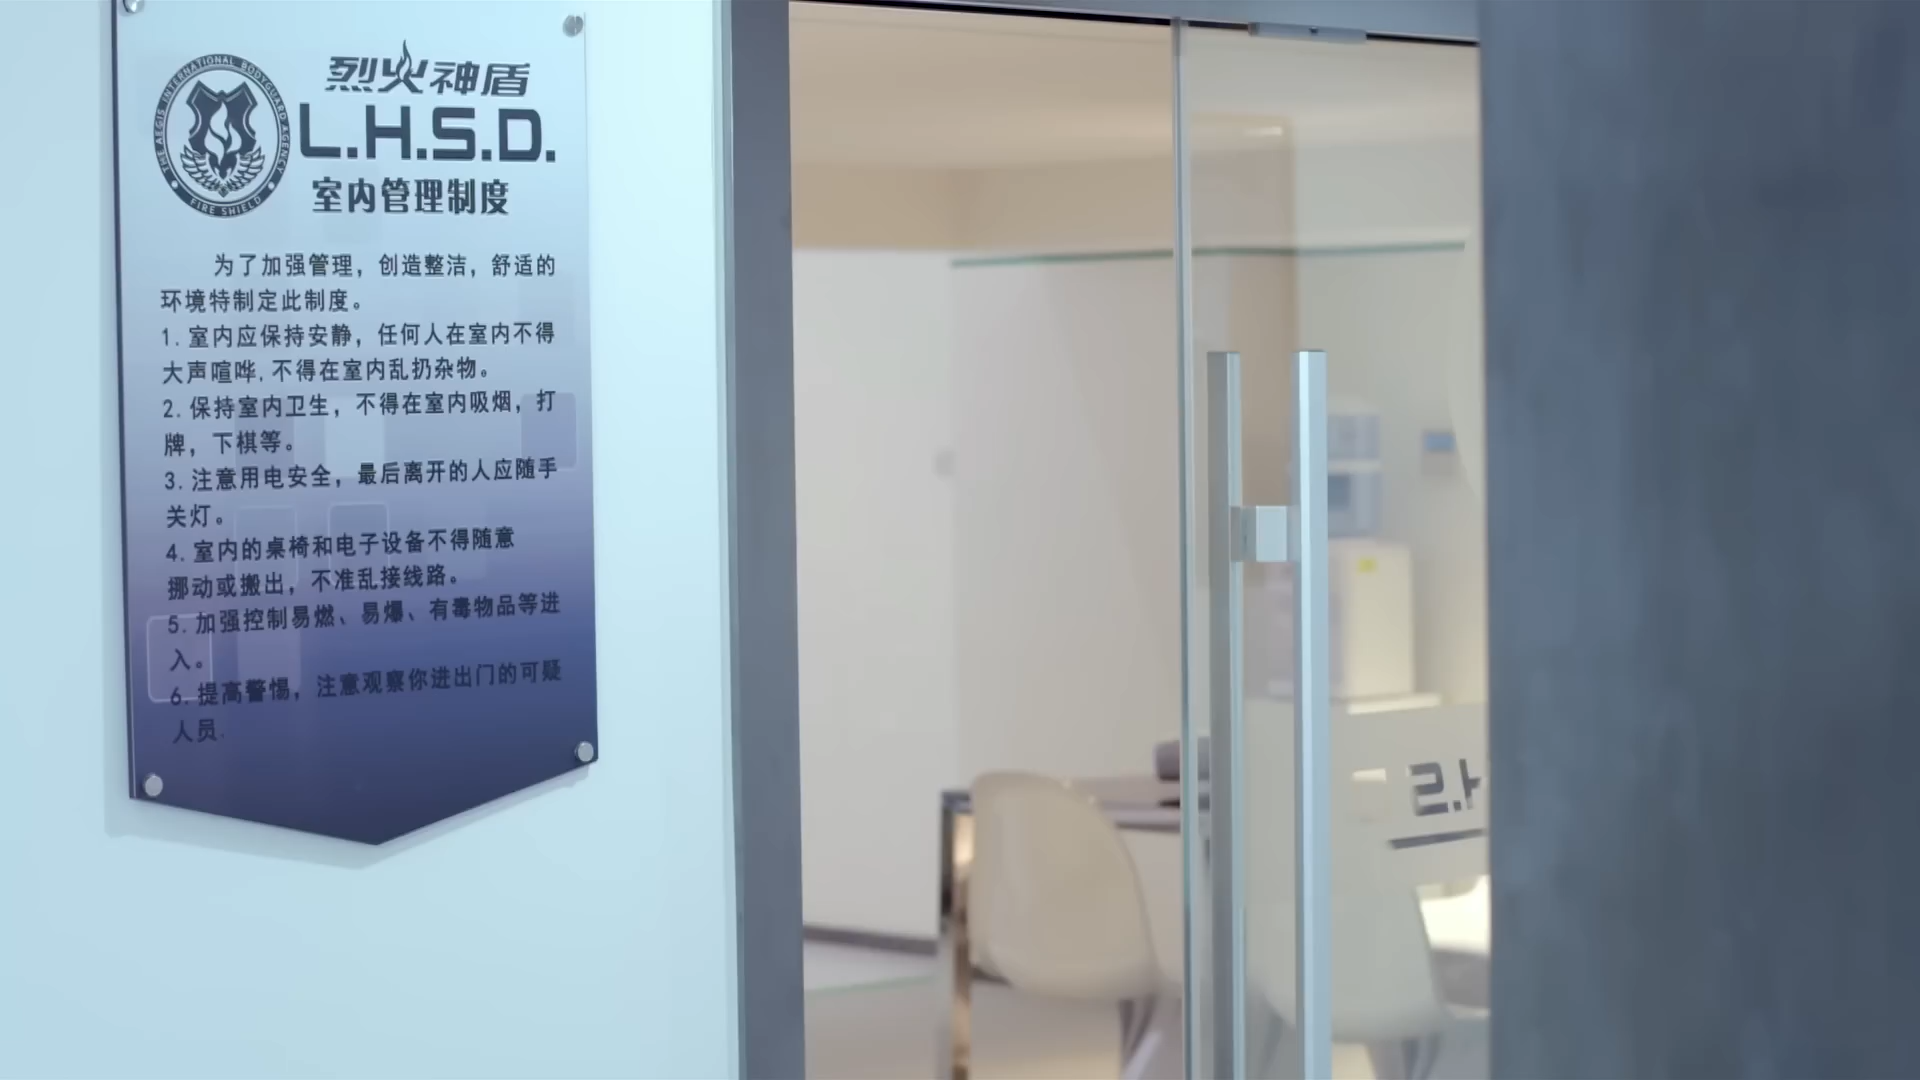 THE AEGIS INTERNATIONAL BODYGUARD AGENCY
FIRE SHIELD
烈火神盾
L.H.S.D.
室内管理制度
为了加强管理，创造整洁，舒适的
环境特制定此制度。
1.室内应保持安静，任何人在室内不得
大声喧哗,不得在室内乱扔杂物。
2.保持室内卫生，不得在室内吸烟，打
牌，下棋等。
3.注意用电安全，最后离开的人应随手
关灯。
4.室内的桌椅和电子设备不得随意
挪动或搬出，不准乱接线路。
5.加强控制易燃、易爆、有毒物品等进
入。
6.提高警惕，注意观察你进出门的可疑
人员.